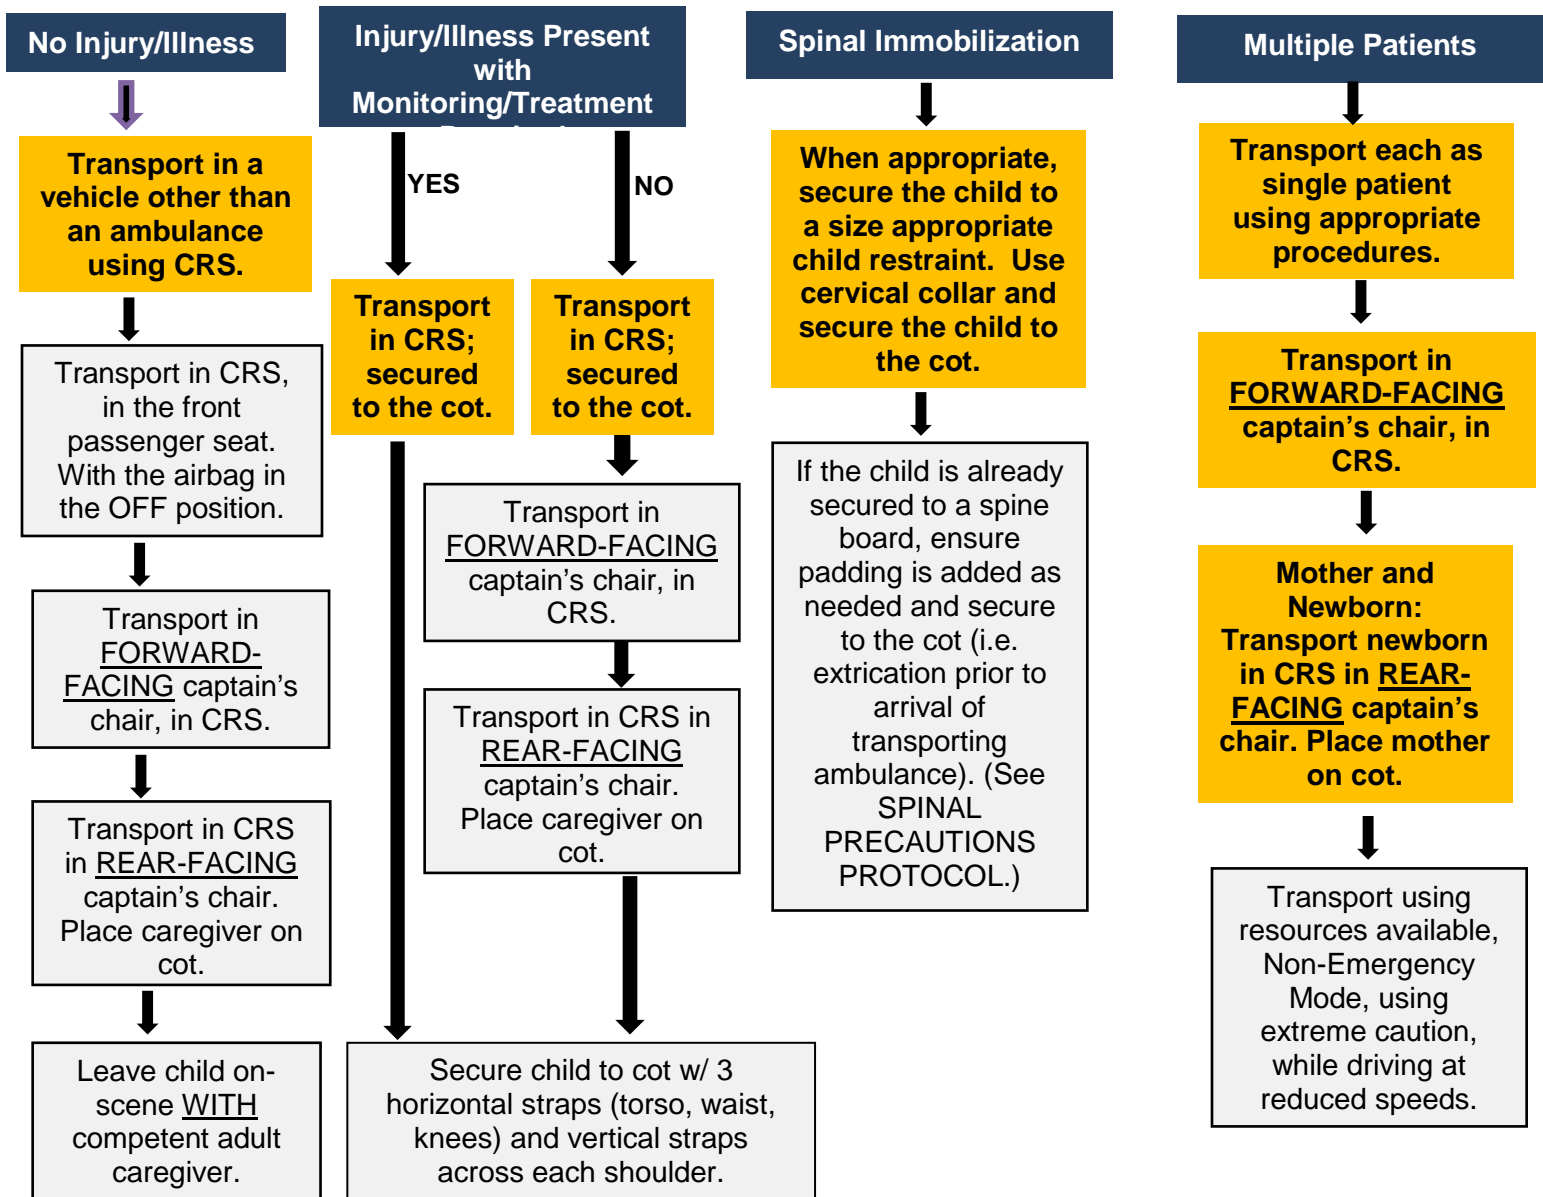 No Injury/Illness
Transport in a
vehicle other than
an ambulance
using CRS.
Transport in CRS,
in the front
passenger seat.
With the airbag in
the OFF position.
Transport in
FORWARD-
FACING captain's
chair, in CRS.
Transport in CRS
in REAR-FACING
captain's chair.
Place caregiver on
cot.
Leave child on-
scene WITH
competent adult
caregiver.
Injury/Illness Present
with
Monitoring/Treatment
YES
NO
Transport
in CRS;
secured
to the cot.
Transport
in CRS;
secured
to the cot.
Transport in
FORWARD-FACING
captain's chair, in
CRS.
Transport in CRS in
REAR-FACING
captain's chair.
Place caregiver on
cot.
Secure child to cot w/ 3
horizontal straps (torso, waist,
knees) and vertical straps
across each shoulder.
Spinal Immobilization
When appropriate,
secure the child to
a size appropriate
child restraint. Use
cervical collar and
secure the child to
the cot.
If the child is already
secured to a spine
board, ensure
padding is added as
needed and secure
to the cot (i.e.
extrication prior to
arrival of
transporting
ambulance). (See
SPINAL
PRECAUTIONS
PROTOCOL.)
Multiple Patients
Transport each as
single patient
using appropriate
procedures.
Transport in
FORWARD-FACING
captain's chair, in
CRS.
Mother and
Newborn:
Transport newborn
in CRS in REAR-
FACING captain's
chair. Place mother
on cot.
Transport using
resources available,
Non-Emergency
Mode, using
extreme caution,
while driving at
reduced speeds.